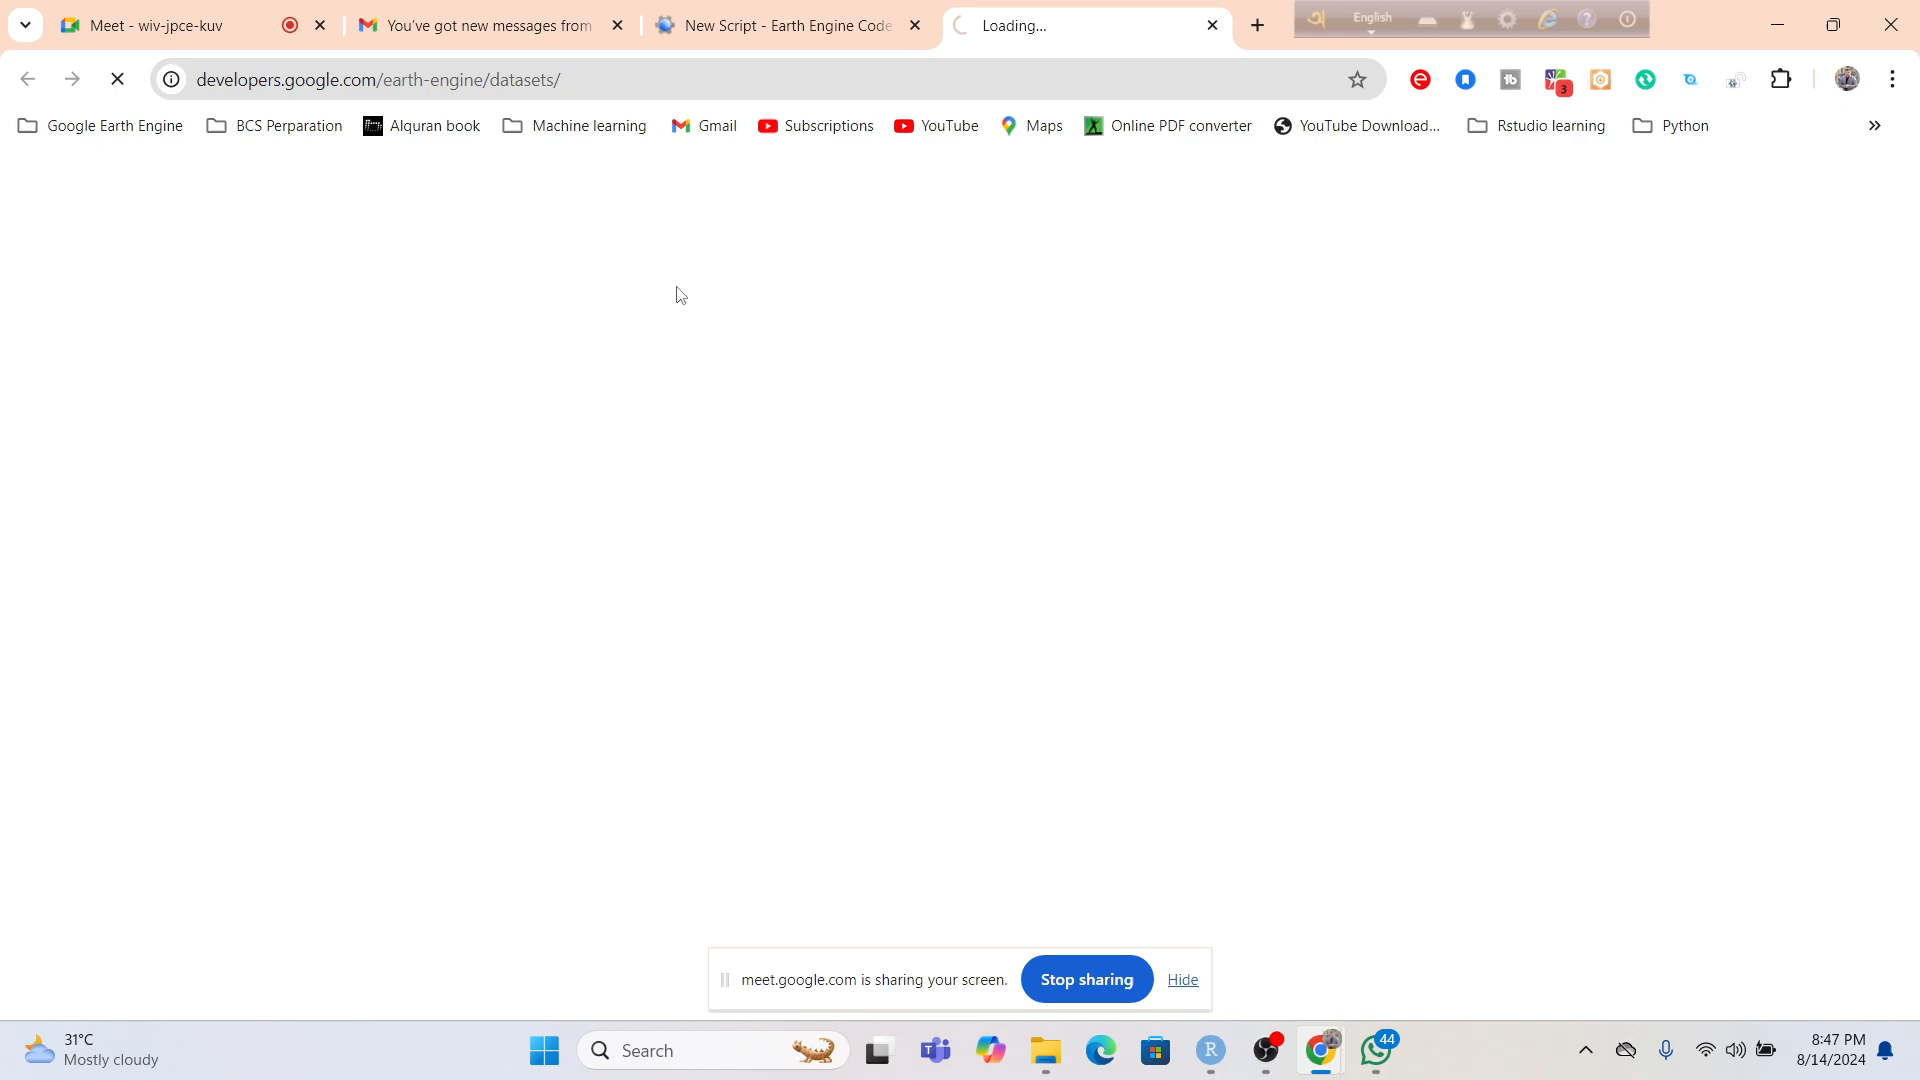 Meet - wiv-jpce-kuv
You've got new messages from
New Script - Earth Engine Code
Loading...
English
developers.google.com/earth-engine/datasets/
3
Google Earth Engine
BCS Perparation
Alquran book
Machine learning
Gmail
Subscriptions
YouTube
Maps
Online PDF converter
YouTube Download...
Rstudio learning
Python
meet.google.com is sharing your screen.
Stop sharing
Hide
31°C
Mostly cloudy
Search
44
8:47 PM
8/14/2024